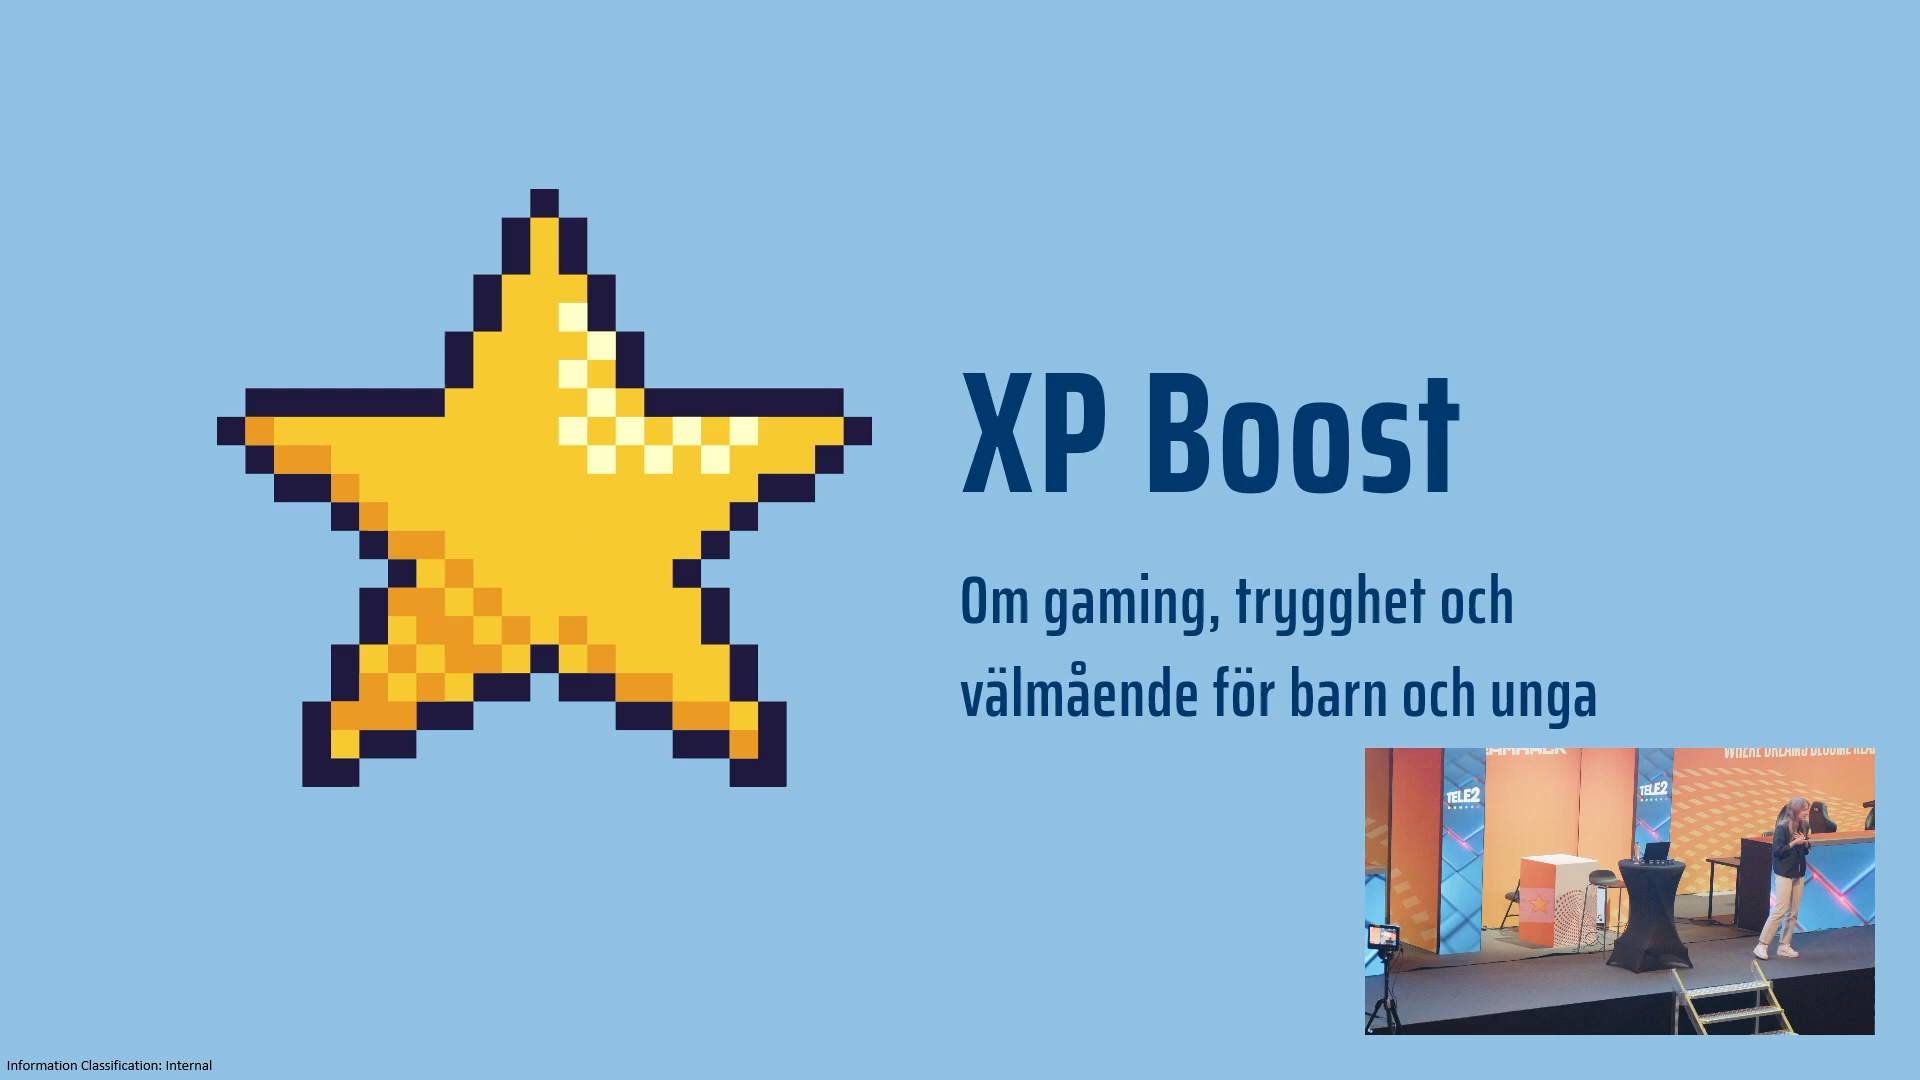 XP Boost
Om gaming, trygghet och
välmående för barn och unga
TELE2
TELE2
Information Classification: Internal